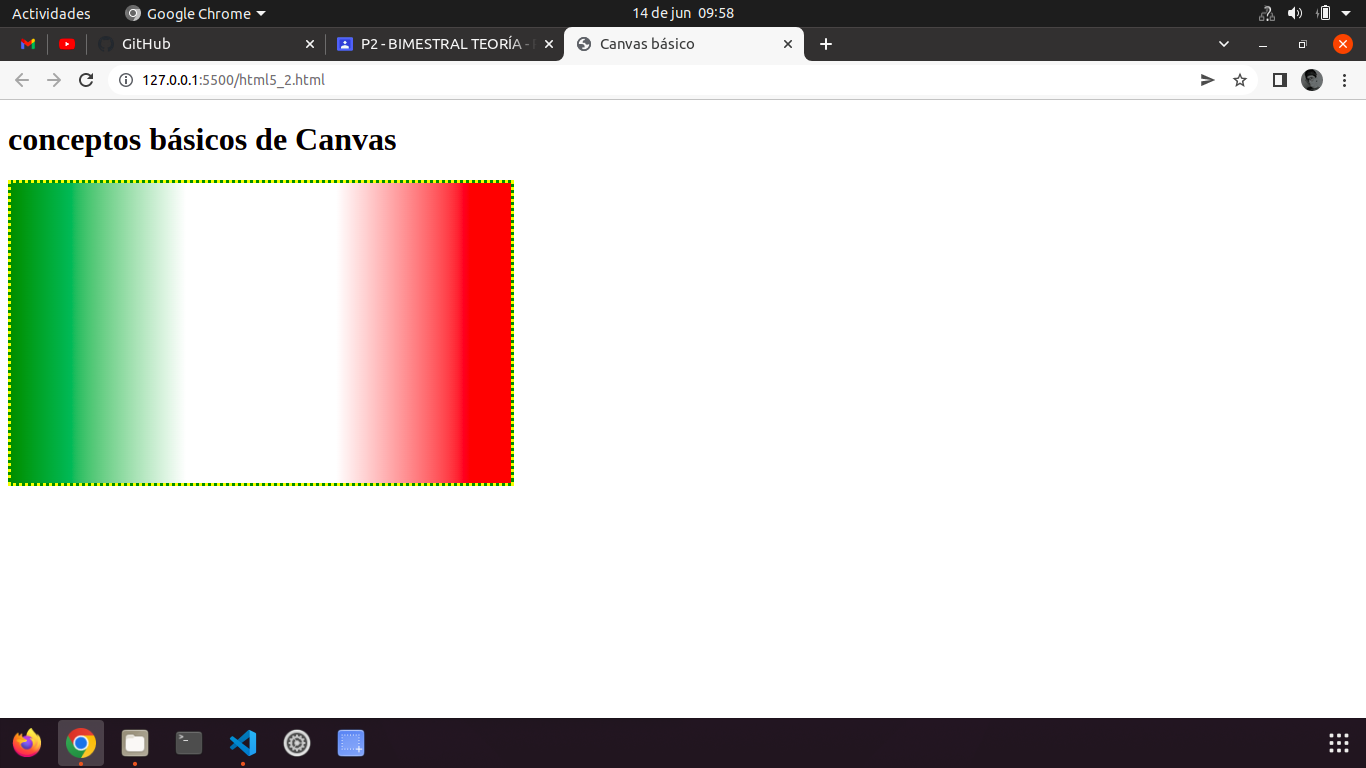 Actividades
Google Chrome
14 de jun 09:58
GitHub
P2 - BIMESTRAL TEORÍA -
Canvas básico
127.0.0.1:5500/html5_2.html
conceptos básicos de Canvas